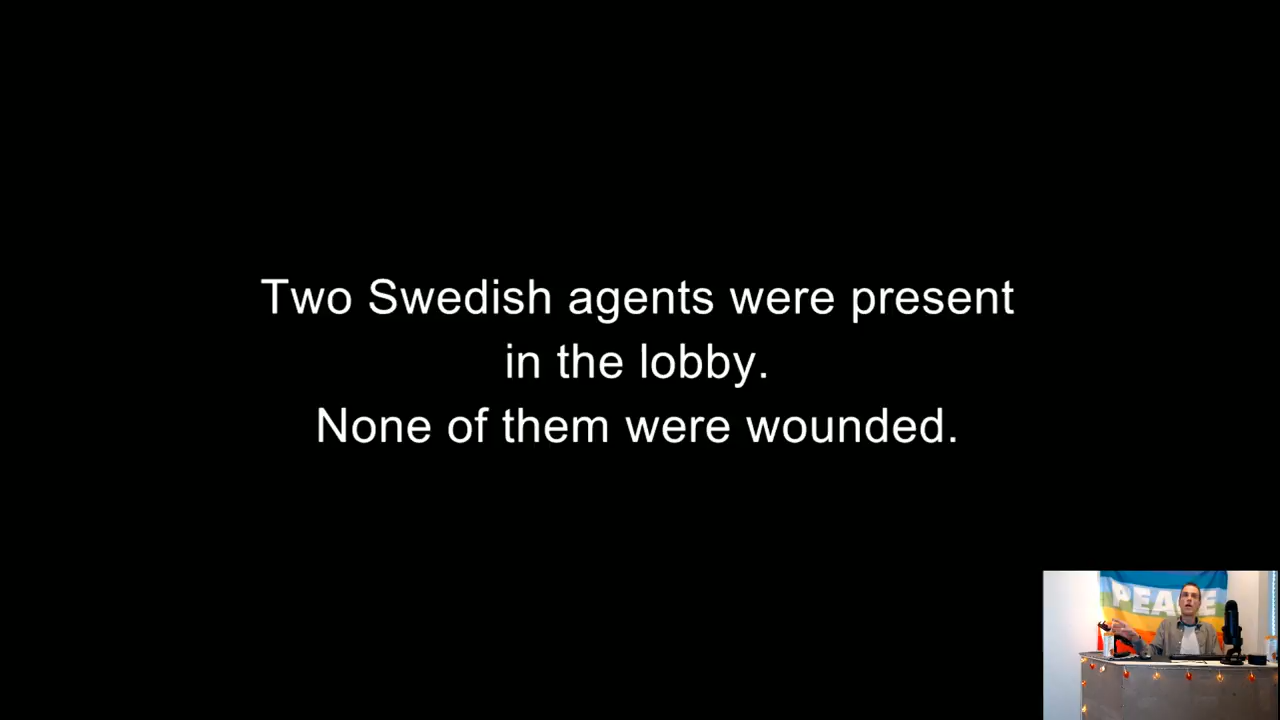 Two Swedish agents were present
in the lobby.
None of them were wounded.
PEACE